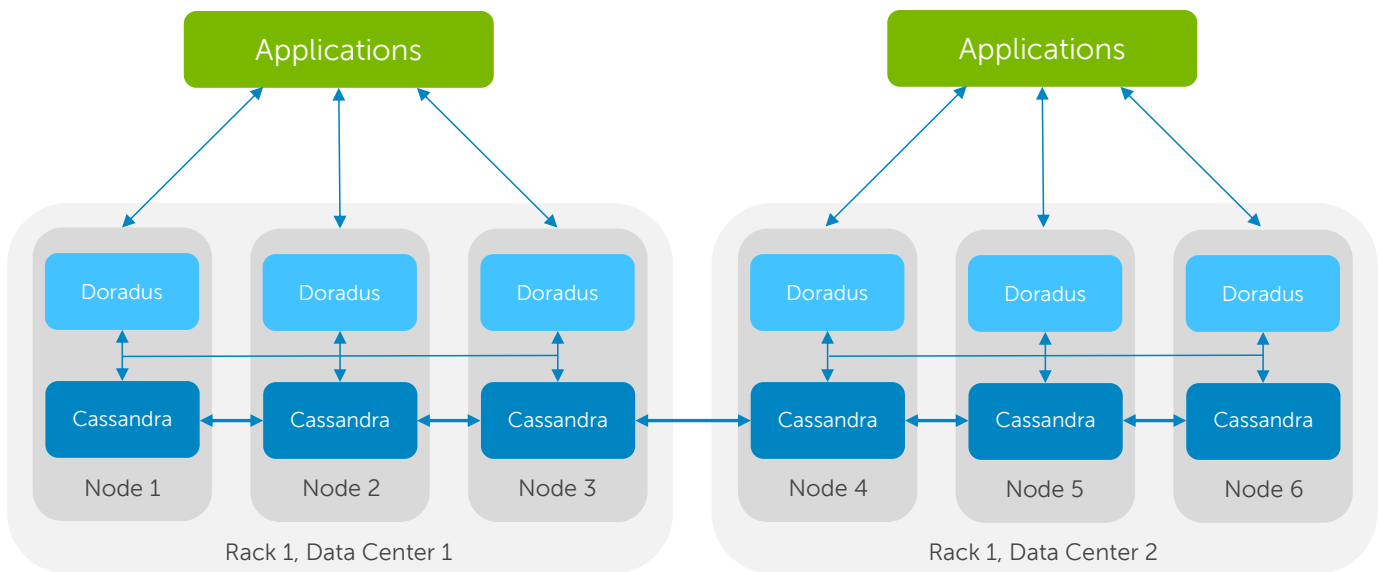 Applications
Applications
Doradus
Doradus
Doradus
Doradus
Doradus
Doradus
Cassandra
Cassandra
Cassandra
Cassandra
Cassandra
Cassandra
Node 1
Node 2
Node 3
Node 4
Node 5
Node 6
Rack 1, Data Center 1
Rack 1, Data Center 2